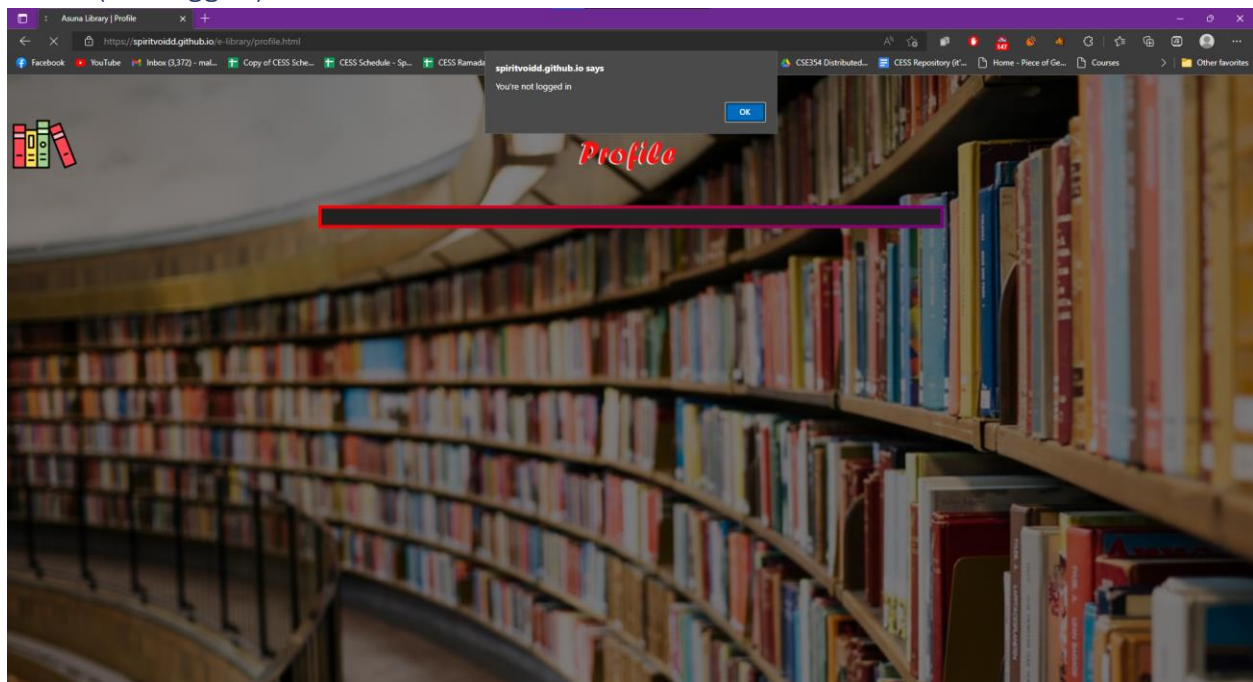 Asuna Library | Profile
https://spiritvoidd.github.io/e-library/profile.html
Facebook YouTube Inbox (3,372) - mal... Copy of CESS Sche... CESS Schedule - Sp... CESS Ramada CSE354 Distributed... CESS Repository (it'... Home - Piece of Ge... Courses Other favorites
spiritvoidd.github.io says
You're not logged in
OK
Profile